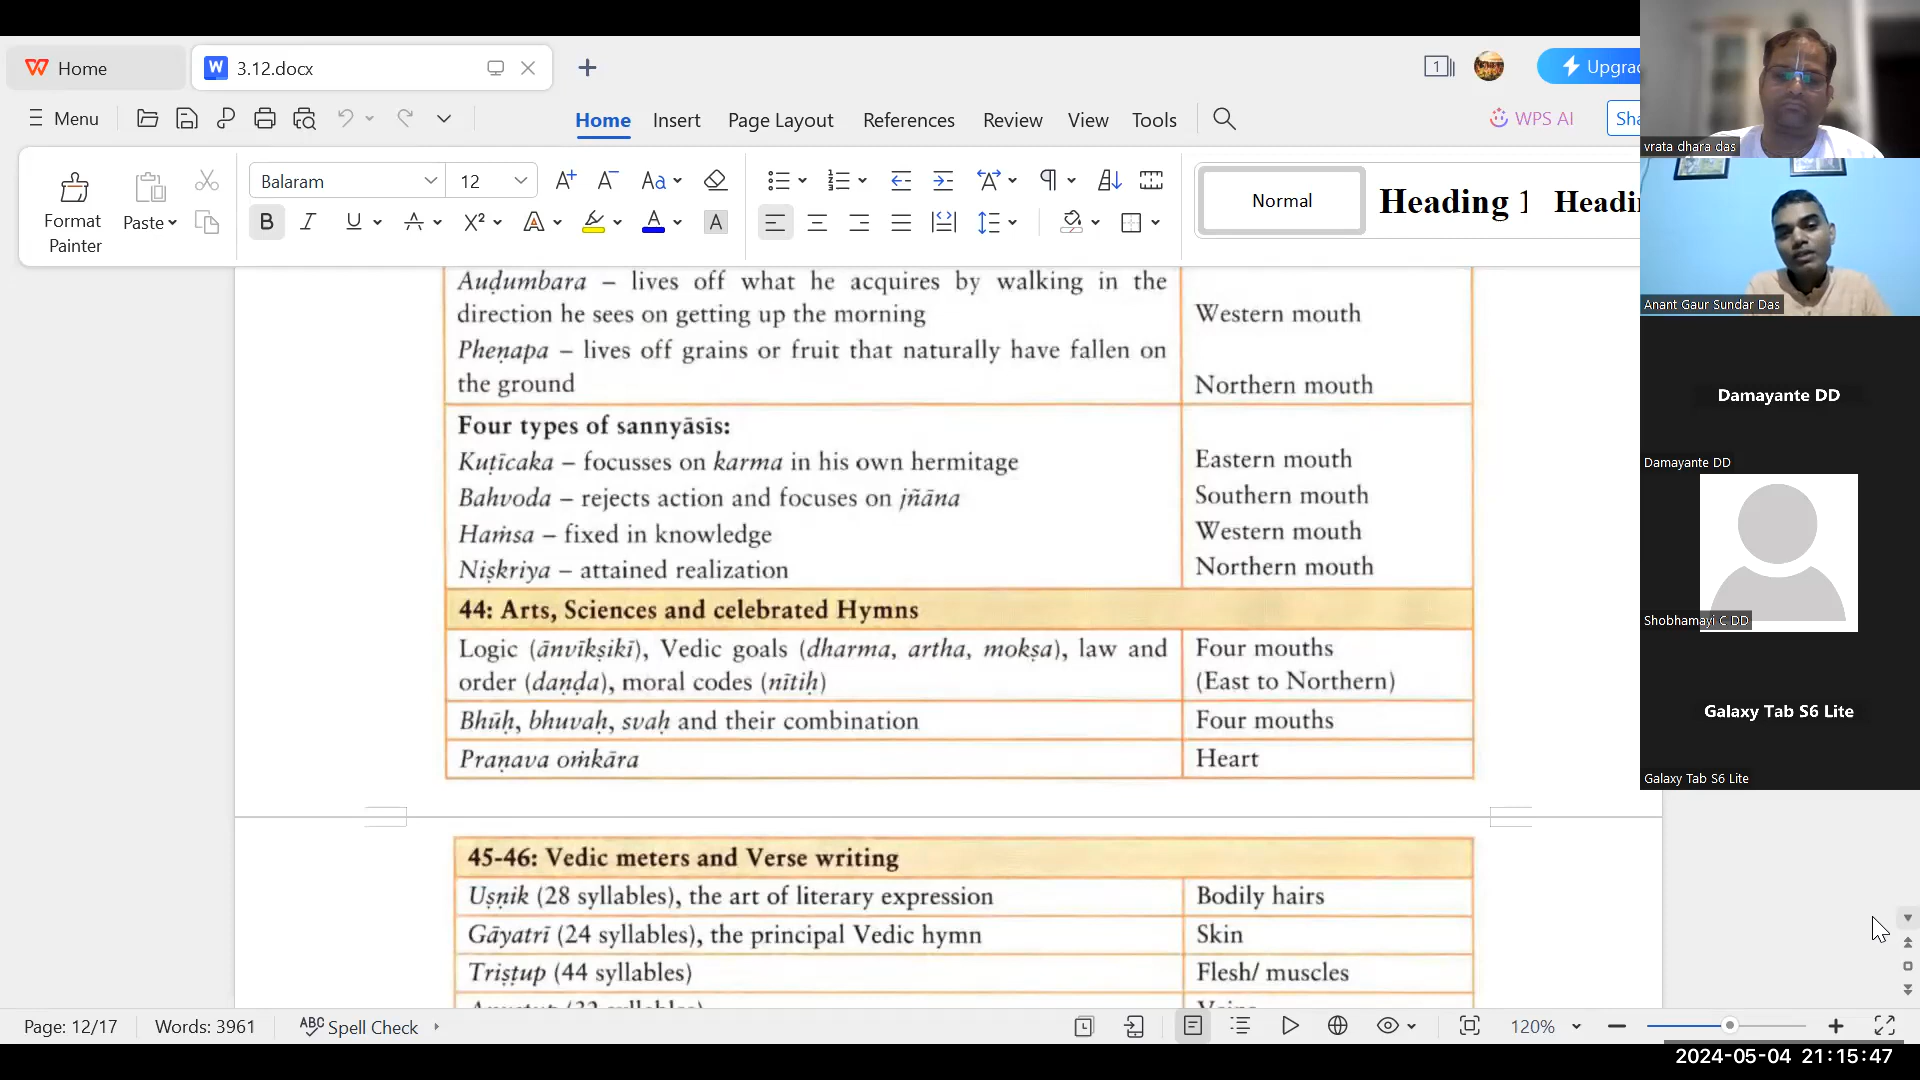 Home
3.12.docx
1
Upgrad
Menu
Home Insert Page Layout References Review View Tools
WPS AI
Sha
Format
Painter
Paste
Balaram
12
Normal
Heading 1
Headi
Auḍumbara – lives off what he acquires by walking in the
direction he sees on getting up the morning
Western mouth
Pheṇapa – lives off grains or fruit that naturally have fallen on
the ground
Northern mouth
Four types of sannyāsīs:
Kuṭīcaka – focusses on karma in his own hermitage
Eastern mouth
Bahvoda – rejects action and focuses on jñāna
Southern mouth
Haṁsa – fixed in knowledge
Western mouth
Niṣkriya – attained realization
Northern mouth
44: Arts, Sciences and celebrated Hymns
Logic (ānvīkṣikī), Vedic goals (dharma, artha, mokṣa), law and
order (daṇḍa), moral codes (nītiḥ)
Four mouths
(East to Northern)
Bhūḥ, bhuvaḥ, svaḥ and their combination
Four mouths
Praṇava oṁkāra
Heart
45-46: Vedic meters and Verse writing
Uṣṇik (28 syllables), the art of literary expression
Bodily hairs
Gāyatrī (24 syllables), the principal Vedic hymn
Skin
Triṣṭup (44 syllables)
Flesh/ muscles
Page: 12/17
Words: 3961
Spell Check
120%
vrata dhara das
Anant Gaur Sundar Das
Damayante DD
Damayante DD
Shobhamayi C DD
Galaxy Tab S6 Lite
Galaxy Tab S6 Lite
2024-05-04 21:15:47